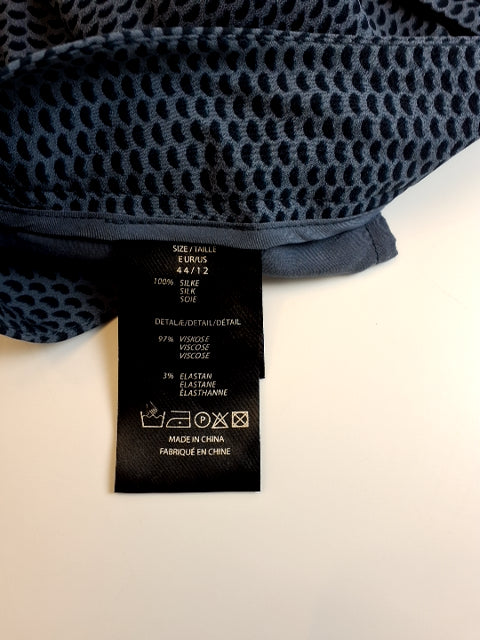 SIZE / TAILLE
EUR/US
44/12
100% SILKE
SILK
SOIE
DETALJE/DETAIL/DÉTAIL
97% VISKOSE
VISCOSE
VISCOSE
3% ELASTAN
ELASTANE
ÉLASTHANNE
P
MADE IN CHINA
FABRIQUÉ EN CHINE